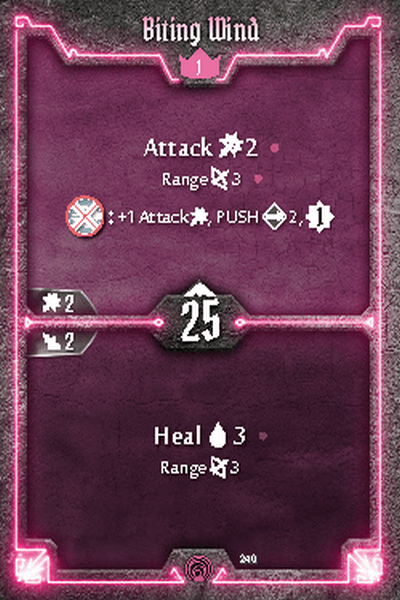 Biting Wind
1
Attack 2
Range 3
: +1 Attack, PUSH 2, 1
2
25
2
Heal 3
Range 3
240